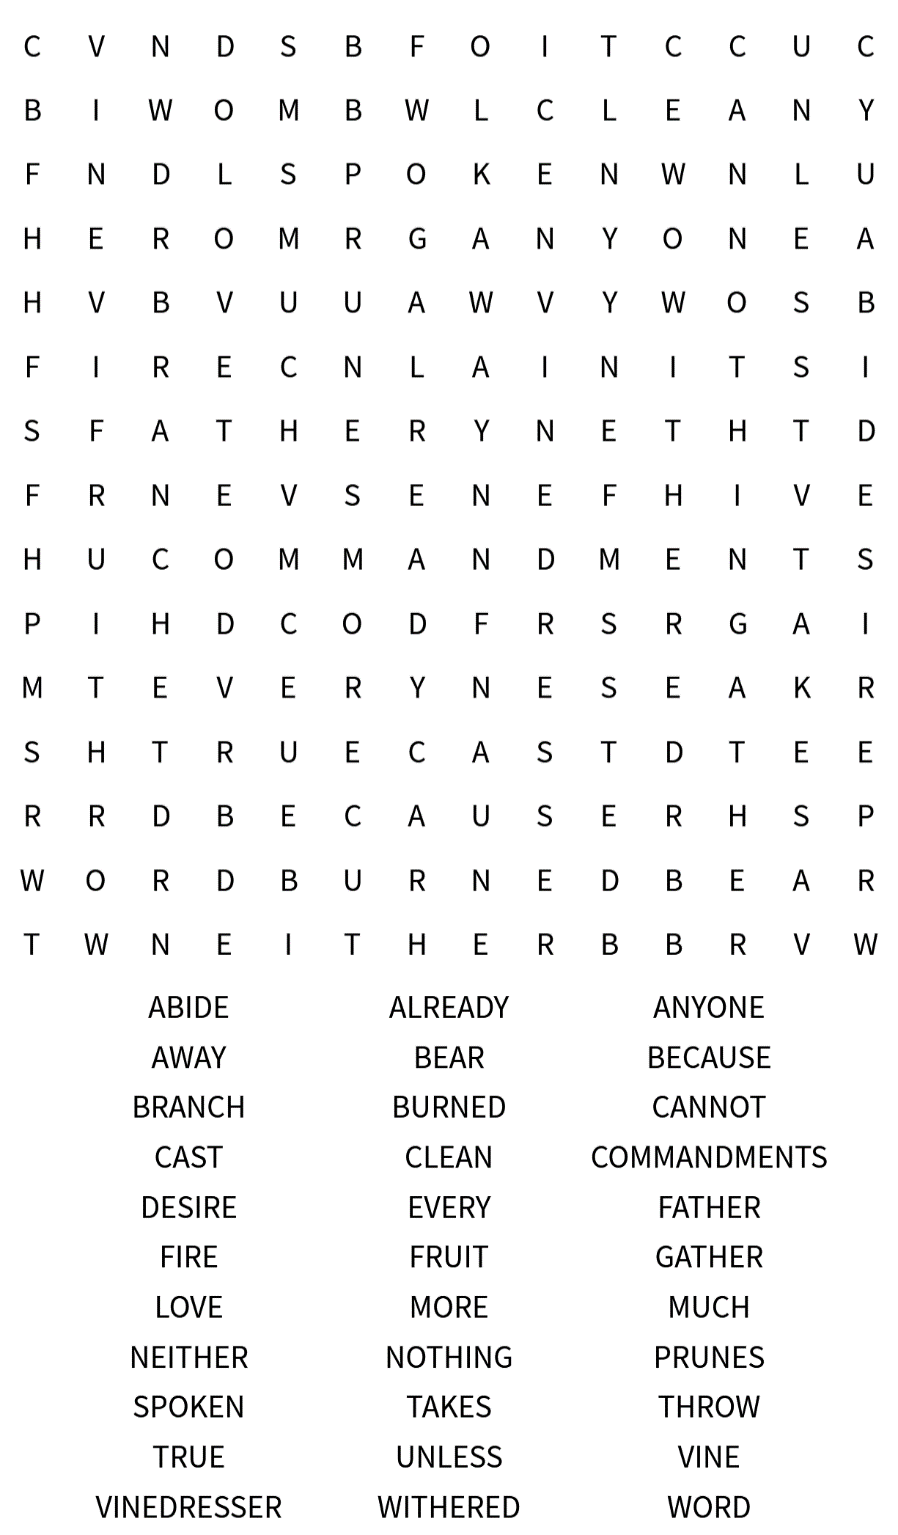 C V N D S B F O I T C C U C
B I W O M B W L C L E A N Y
F N D L S P O K E N W N L U
H E R O M R G A N Y O N E A
H V B V U U A W V Y W O S B
F I R E C N L A I N I T S I
S F A T H E R Y N E T H T D
F R N E V S E N E F H I V E
H U C O M M A N D M E N T S
P I H D C O D F R S R G A I
M T E V E R Y N E S E A K R
S H T R U E C A S T D T E E
R R D B E C A U S E R H S P
W O R D B U R N E D B E A R
T W N E I T H E R B B R V W
ABIDE ALREADY ANYONE
AWAY BEAR BECAUSE
BRANCH BURNED CANNOT
CAST CLEAN COMMANDMENTS
DESIRE EVERY FATHER
FIRE FRUIT GATHER
LOVE MORE MUCH
NEITHER NOTHING PRUNES
SPOKEN TAKES THROW
TRUE UNLESS VINE
VINEDRESSER WITHERED WORD